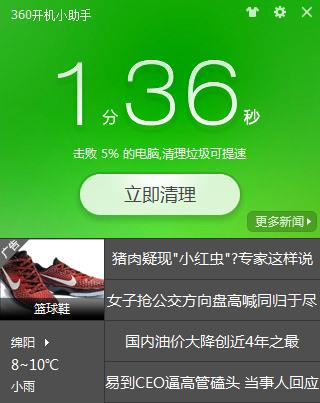 360开机小助手
1分36秒
击败 5% 的电脑,清理垃圾可提速
立即清理
更多新闻
广告
篮球鞋
猪肉疑现"小红虫"?专家这样说
女子抢公交方向盘高喊同归于尽
国内油价大降创近4年之最
易到CEO逼高管磕头 当事人回应
绵阳
8~10℃
小雨